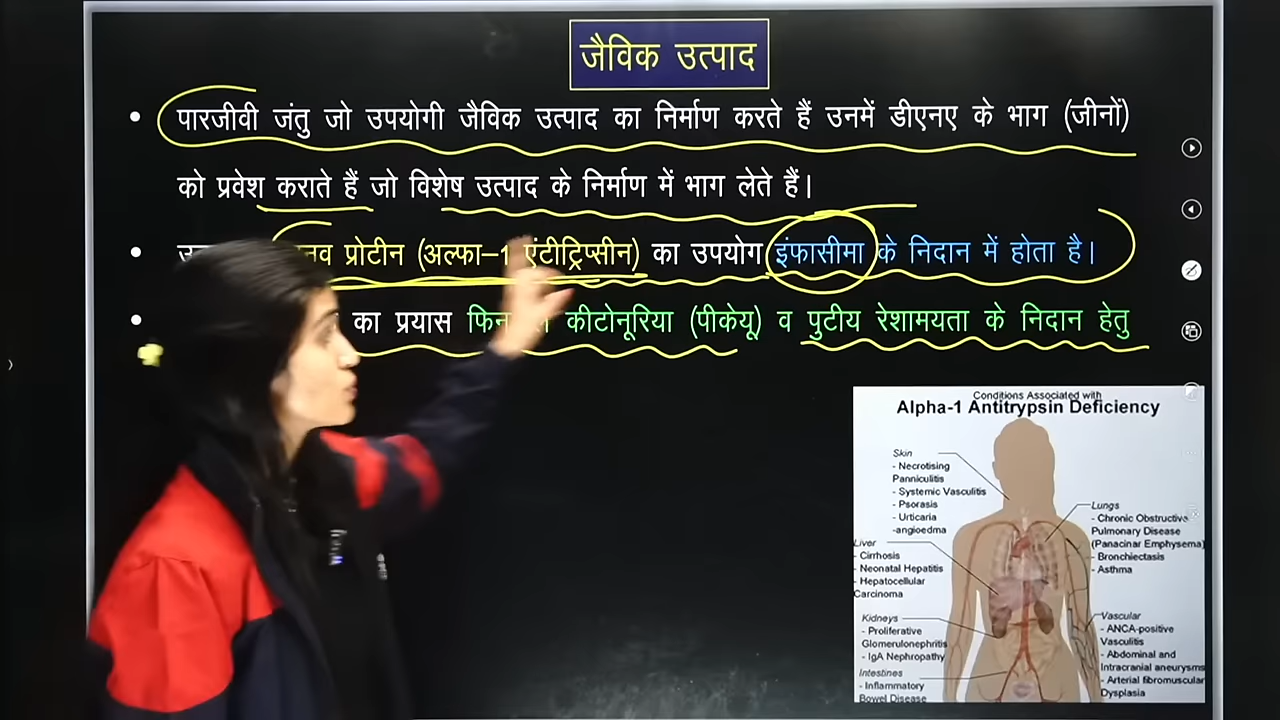 जैविक उत्पाद
• पारजीवी जंतु जो उपयोगी जैविक उत्पाद का निर्माण करते हैं उनमें डीएनए के भाग (जीनों)
को प्रवेश कराते हैं जो विशेष उत्पाद के निर्माण में भाग लेते हैं।
• प्रोटीन (अल्फा–1 एंटीट्रिप्सीन) का उपयोग इंफासीमा के निदान में होता है।
• का प्रयास कीटोनूरिया (पीकेयू) व पुटीय रेशामयता के निदान हेतु
Conditions Associated with
Alpha-1 Antitrypsin Deficiency
Skin
- Necrotising
Panniculitis
- Systemic Vasculitis
- Psorasis
- Urticaria
-angioedma
Liver
- Cirrhosis
- Neonatal Hepatitis
- Hepatocellular
Carcinoma
Kidneys
- Proliferative
Glomerulonephritis
- IgA Nephropathy
Intestines
- Inflammatory
Bowel Disease
Lungs
- Chronic Obstructive
Pulmonary Disease
(Panacinar Emphysema)
- Bronchiectasis
- Asthma
Vascular
- ANCA-positive
Vasculitis
- Abdominal and
Intracranial aneurysms
- Arterial fibromuscular
Dysplasia